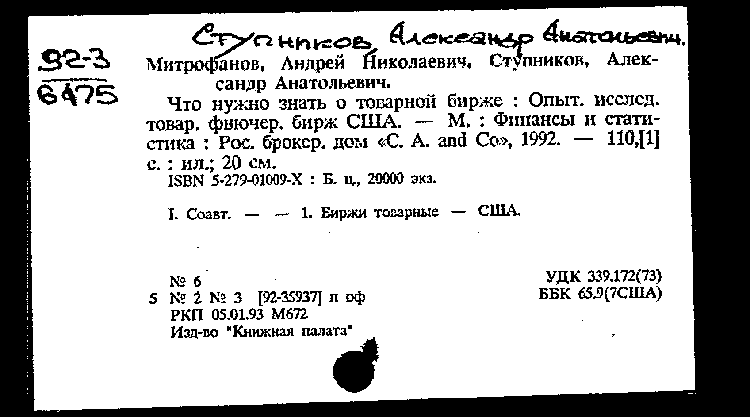 Ступников, Александр Анатольевич.
92-3
6475
Митрофанов, Андрей Николаевич, Ступников, Алек-
сандр Анатольевич.
Что нужно знать о товарной бирже : Опыт. исслед.
товар. фьючер. бирж США. — М. : Финансы и стати-
стика : Рос. брокер. дом «С. А. and Co», 1992. — 110,[1]
с. : ил.; 20 см.
ISBN 5-279-01009-X : Б. ц., 20000 экз.
I. Соавт. — — 1. Биржи товарные — США.
№ 6
УДК 339.172(73)
5 № 2 № 3 [92-35937] п оф
ББК 65.9(7США)
РКП 05.01.93 М672
Изд-во "Книжная палата"